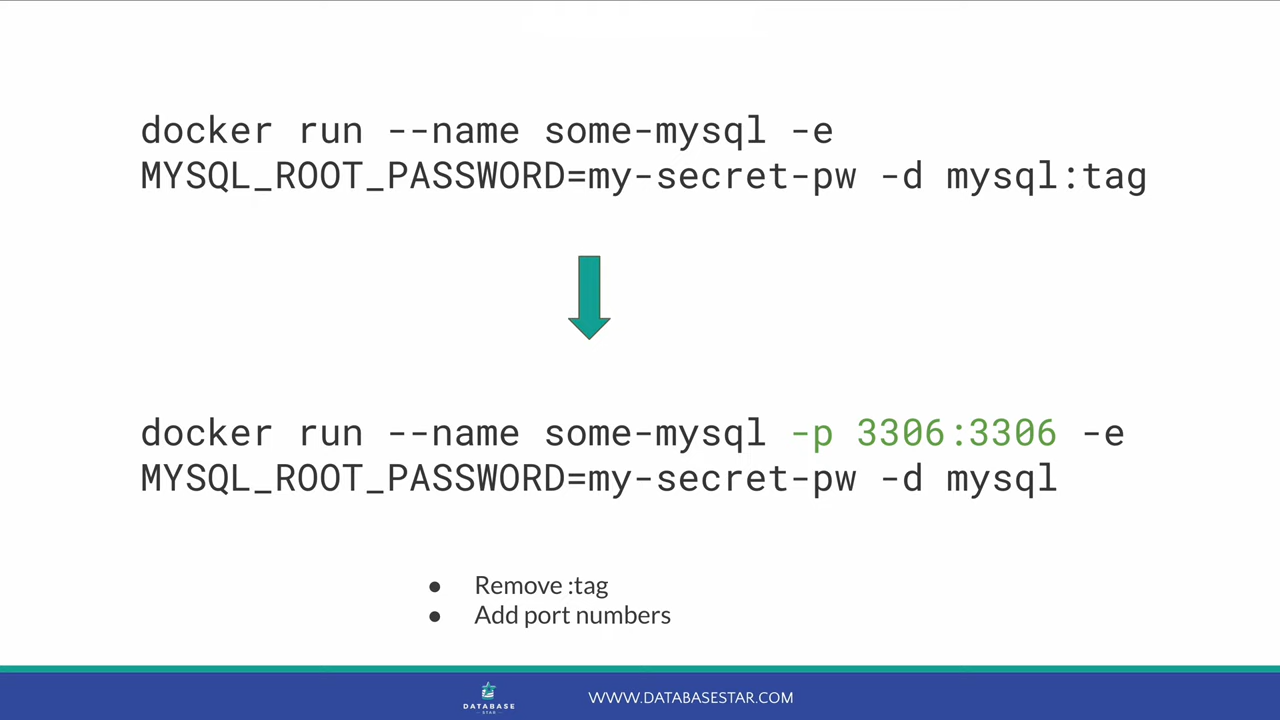 docker run --name some-mysql -e
MYSQL_ROOT_PASSWORD=my-secret-pw -d mysql:tag
docker run --name some-mysql -p 3306:3306 -e
MYSQL_ROOT_PASSWORD=my-secret-pw -d mysql
● Remove :tag
● Add port numbers
DATABASE
STAR
WWW.DATABASESTAR.COM